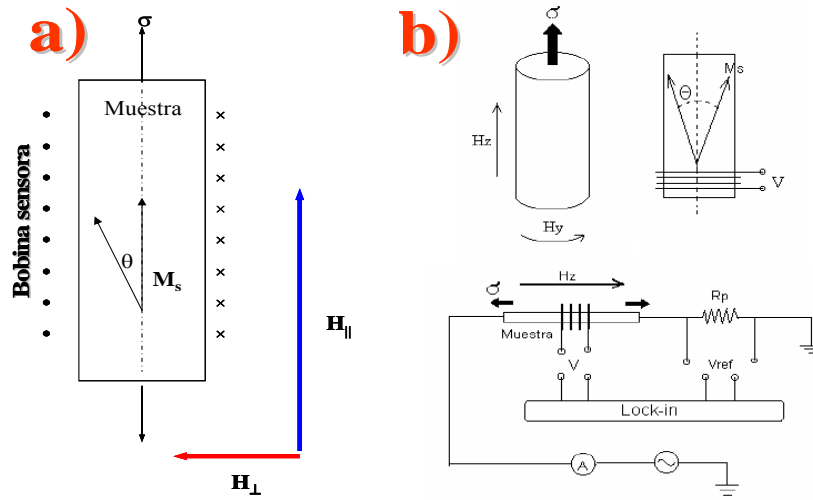 a)
σ
Muestra
Bobina sensora
θ
Ms
H||
H⊥
b)
σ
Hz
Hy
Ms
Θ
V
Hz
σ
Muestra
Rp
V
Vref
Lock-in
A